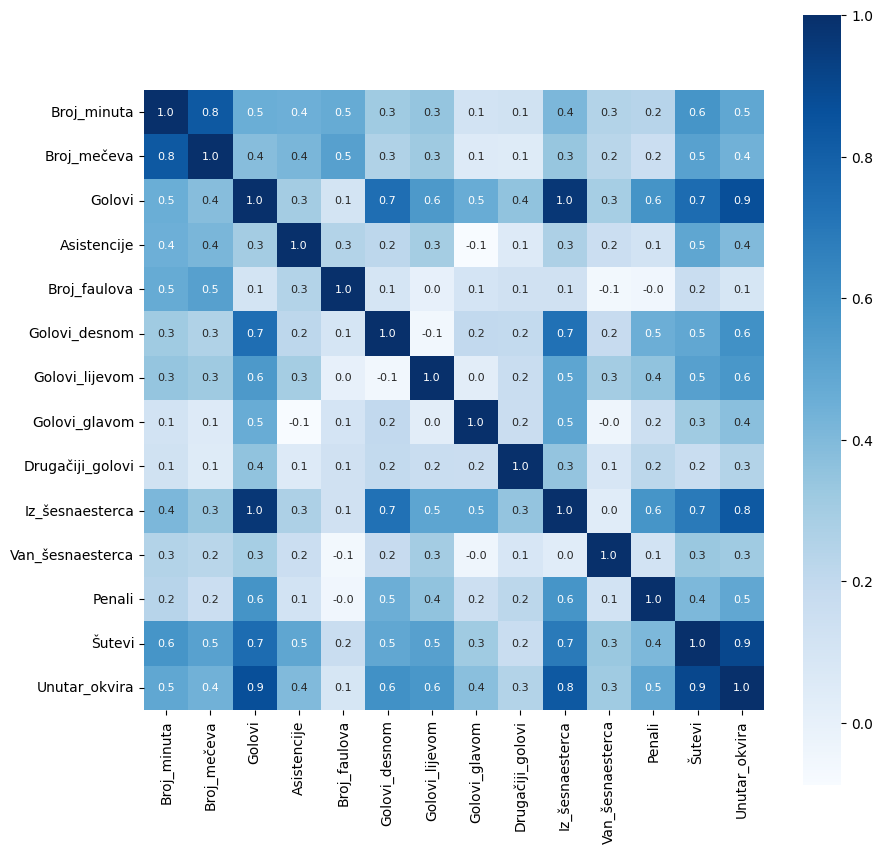 1.0
Broj_minuta 1.0 0.8 0.5 0.4 0.5 0.3 0.3 0.1 0.1 0.4 0.3 0.2 0.6 0.5
Broj_mečeva 0.8 1.0 0.4 0.4 0.5 0.3 0.3 0.1 0.1 0.3 0.2 0.2 0.5 0.4
0.8
Golovi 0.5 0.4 1.0 0.3 0.1 0.7 0.6 0.5 0.4 1.0 0.3 0.6 0.7 0.9
Asistencije 0.4 0.4 0.3 1.0 0.3 0.2 0.3 -0.1 0.1 0.3 0.2 0.1 0.5 0.4
Broj_faulova 0.5 0.5 0.1 0.3 1.0 0.1 0.0 0.1 0.1 0.1 -0.1 -0.0 0.2 0.1
0.6
Golovi_desnom 0.3 0.3 0.7 0.2 0.1 1.0 -0.1 0.2 0.2 0.7 0.2 0.5 0.5 0.6
Golovi_lijevom 0.3 0.3 0.6 0.3 0.0 -0.1 1.0 0.0 0.2 0.5 0.3 0.4 0.5 0.6
Golovi_glavom 0.1 0.1 0.5 -0.1 0.1 0.2 0.0 1.0 0.2 0.5 -0.0 0.2 0.3 0.4
0.4
Drugačiji_golovi 0.1 0.1 0.4 0.1 0.1 0.2 0.2 0.2 1.0 0.3 0.1 0.2 0.2 0.3
Iz_šesnaesterca 0.4 0.3 1.0 0.3 0.1 0.7 0.5 0.5 0.3 1.0 0.0 0.6 0.7 0.8
Van_šesnaesterca 0.3 0.2 0.3 0.2 -0.1 0.2 0.3 -0.0 0.1 0.0 1.0 0.1 0.3 0.3
0.2
Penali 0.2 0.2 0.6 0.1 -0.0 0.5 0.4 0.2 0.2 0.6 0.1 1.0 0.4 0.5
Šutevi 0.6 0.5 0.7 0.5 0.2 0.5 0.5 0.3 0.2 0.7 0.3 0.4 1.0 0.9
Unutar_okvira 0.5 0.4 0.9 0.4 0.1 0.6 0.6 0.4 0.3 0.8 0.3 0.5 0.9 1.0
0.0
Broj_minuta
Broj_mečeva
Golovi
Asistencije
Broj_faulova
Golovi_desnom
Golovi_lijevom
Golovi_glavom
Drugačiji_golovi
Iz_šesnaesterca
Van_šesnaesterca
Penali
Šutevi
Unutar_okvira